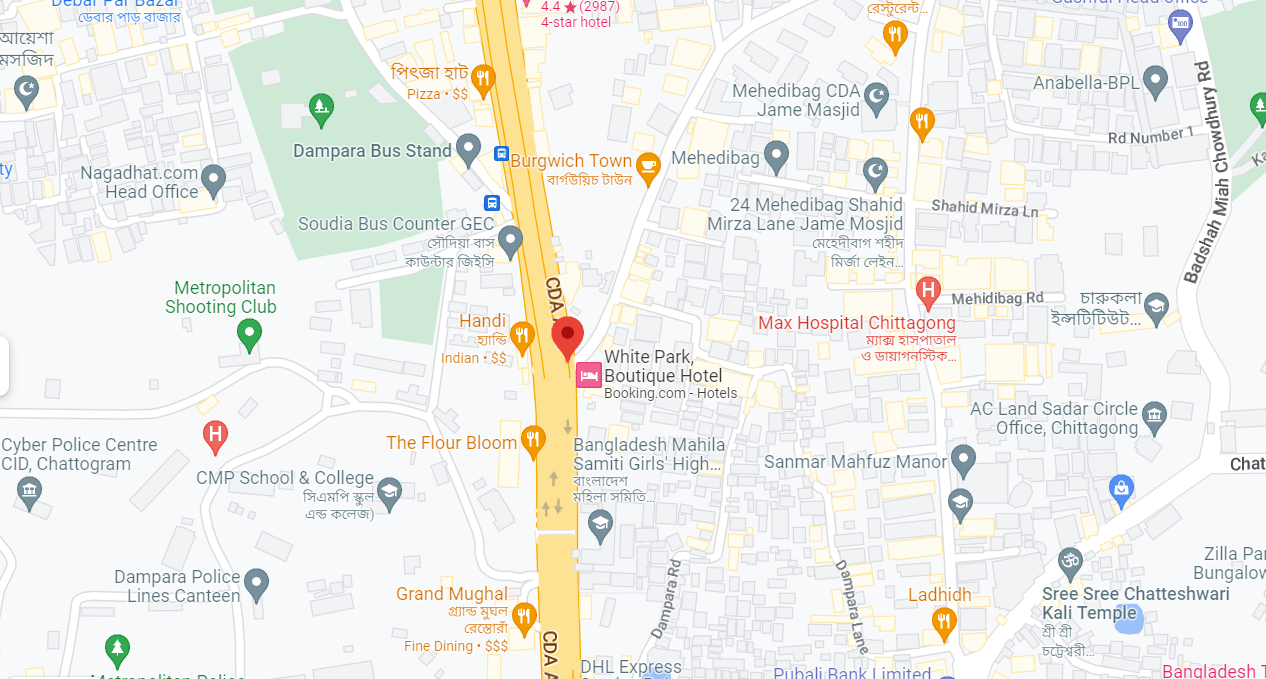 Debar Par Bazar
ডেবার পাড় বাজার
4.4 ★ (2987)
4-star hotel
রেস্টুরেন্ট...
আয়েশা
মসজিদ
পিৎজা হাট
Pizza • $$
Mehedibag CDA
Jame Masjid
Anabella-BPL
Badshah Miah Chowdhury Rd
Rd Number 1
Dampara Bus Stand
Burgwich Town
বার্গউয়িচ টাউন
Mehedibag
Nagadhat.com
Head Office
24 Mehedibag Shahid
Mirza Lane Jame Mosjid
মেহেদীবাগ শহীদ
মির্জা লেইন...
Shahid Mirza Ln
Soudia Bus Counter GEC
সৌদিয়া বাস
কাউন্টার জিইসি
Metropolitan
Shooting Club
CDA A
Mehidibag Rd
চারুকলা
ইন্সটিটিউট...
Handi
হ্যান্ডি
Indian • $$
Max Hospital Chittagong
ম্যাক্স হাসপাতাল
ও ডায়াগনস্টিক...
White Park,
Boutique Hotel
Booking.com - Hotels
AC Land Sadar Circle
Office, Chittagong
Cyber Police Centre
CID, Chattogram
The Flour Bloom
Bangladesh Mahila
Samiti Girls' High...
বাংলাদেশ
মহিলা সমিতি...
Sanmar Mahfuz Manor
Chat
CMP School & College
সিএমপি স্কুল
এন্ড কলেজ)
Dampara Police
Lines Canteen
Grand Mughal
গ্র্যান্ড মুঘল
রেস্তোরাঁ
Fine Dining • $$$
Dampara Rd
Dampara Lane
Ladhidh
Zilla Par
Bungalow
Sree Sree Chatteshwari
Kali Temple
শ্রী শ্রী
চট্টেশ্বরী...
CDA A
DHL Express
Pubali Bank Limited
Bangladesh T
Metropolitan Police